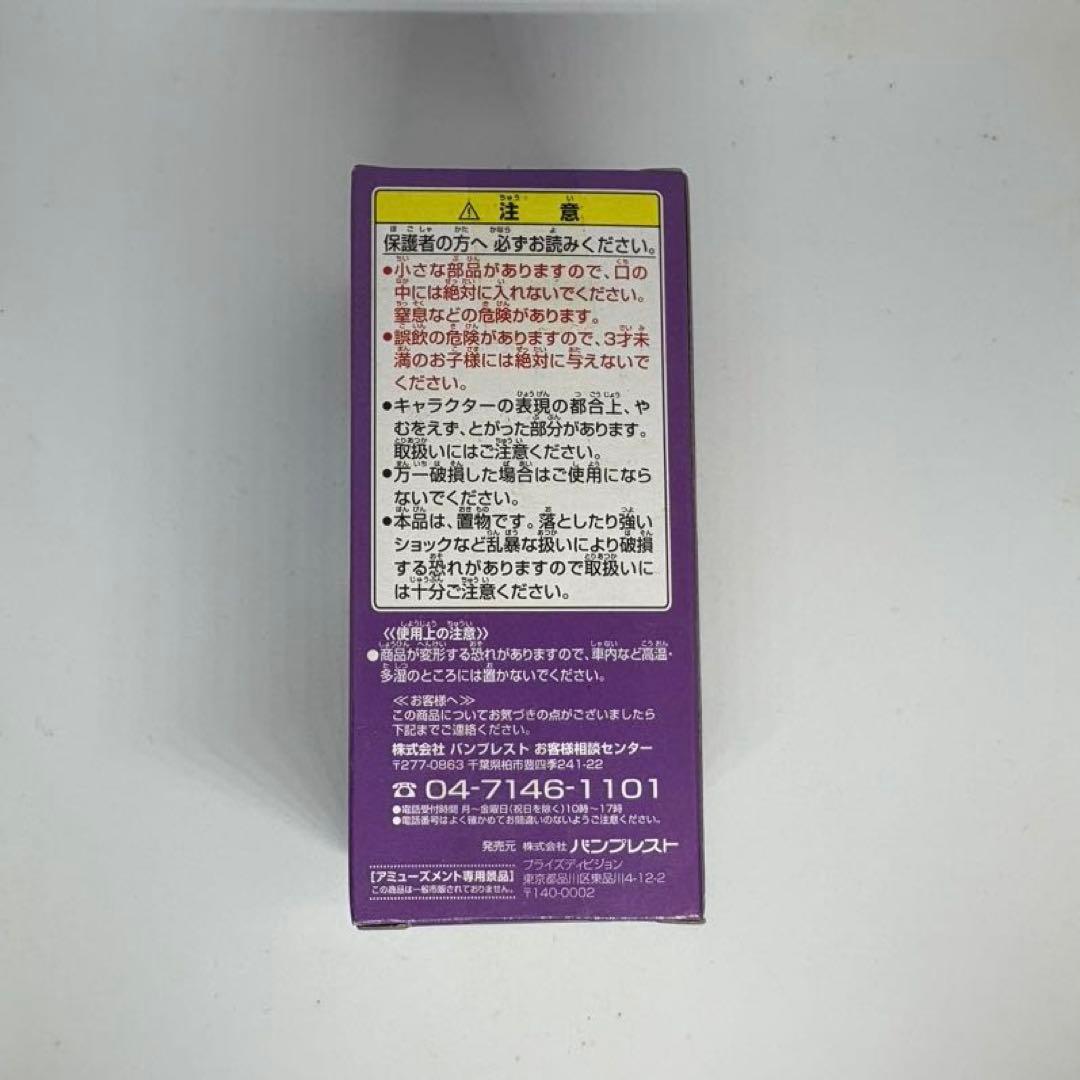 ⚠ 注意
保護者の方へ 必ずお読みください。
●小さな部品がありますので、口の
中には絶対に入れないでください。
窒息などの危険があります。
●誤飲の危険がありますので、3才未
満のお子様には絶対に与えないで
ください。
●キャラクターの表現の都合上、や
むをえず、とがった部分があります。
取扱いにはご注意ください。
●万一破損した場合はご使用になら
ないでください。
●本品は、置物です。落としたり強い
ショックなど乱暴な扱いにより破損
する恐れがありますので取扱いに
は十分ご注意ください。
《使用上の注意》
●商品が変形する恐れがありますので、車内など高温・
多湿のところには置かないでください。
≪お客様へ≫
この商品についてお気づきの点がございましたら
下記までご連絡ください。
株式会社 バンプレスト お客様相談センター
〒277-0863 千葉県柏市豊四季241-22
☎ 04-7146-1101
●電話受付時間 月～金曜日(祝日を除く)10時～17時
●電話番号はよく確かめてお間違いのないようご注意ください。
発売元 株式会社 バンプレスト
プライズディビジョン
東京都品川区東品川4-12-2
〒140-0002
[アミューズメント専用景品]
この商品は一般市販されておりません。